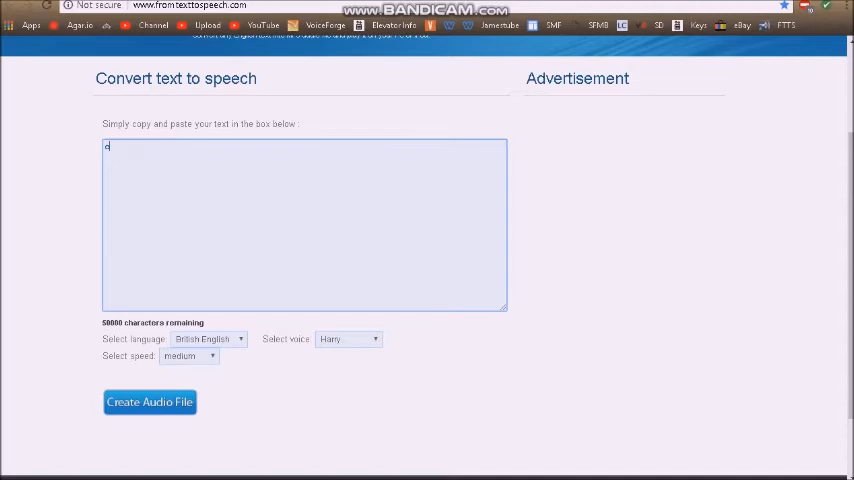 www.BANDICAM.com
Not secure www.fromtexttospeech.com
Apps Agar.io Channel Upload YouTube VoiceForge Elevator Info Jamestube SMF SFMB LC SD Keys eBay FTTS
Convert text to speech
Advertisement
Simply copy and paste your text in the box below :
c
50000 characters remaining
Select language: British English Select voice: Harry
Select speed: medium
Create Audio File